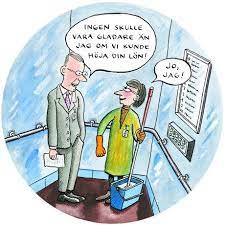 INGEN SKULLE
VARA GLADARE ÄN
JAG OM VI KUNDE
HÖJA DIN LÖN!
JO,
JAG!